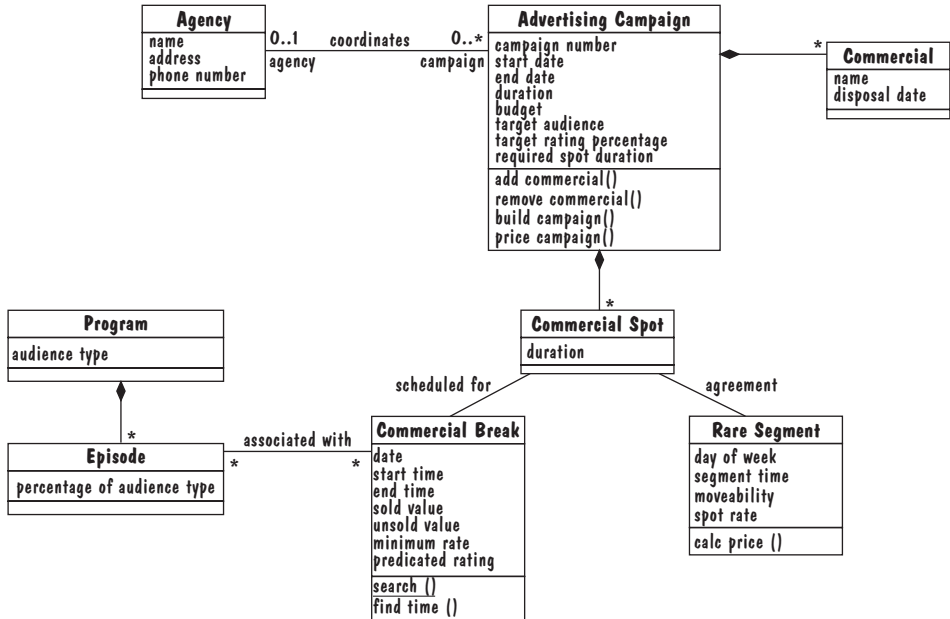 Agency
name
address
phone number
0..1
coordinates
0..*
agency
campaign
Advertising Campaign
campaign number
start date
end date
duration
budget
target audience
target rating percentage
required spot duration
add commercial()
remove commercial()
build campaign()
price campaign()
*
Commercial
name
disposal date
*
Commercial Spot
duration
Program
audience type
*
Episode
percentage of audience type
associated with
*
*
scheduled for
agreement
Commercial Break
date
start time
end time
sold value
unsold value
minimum rate
predicated rating
search ()
find time ()
Rare Segment
day of week
segment time
moveability
spot rate
calc price ()